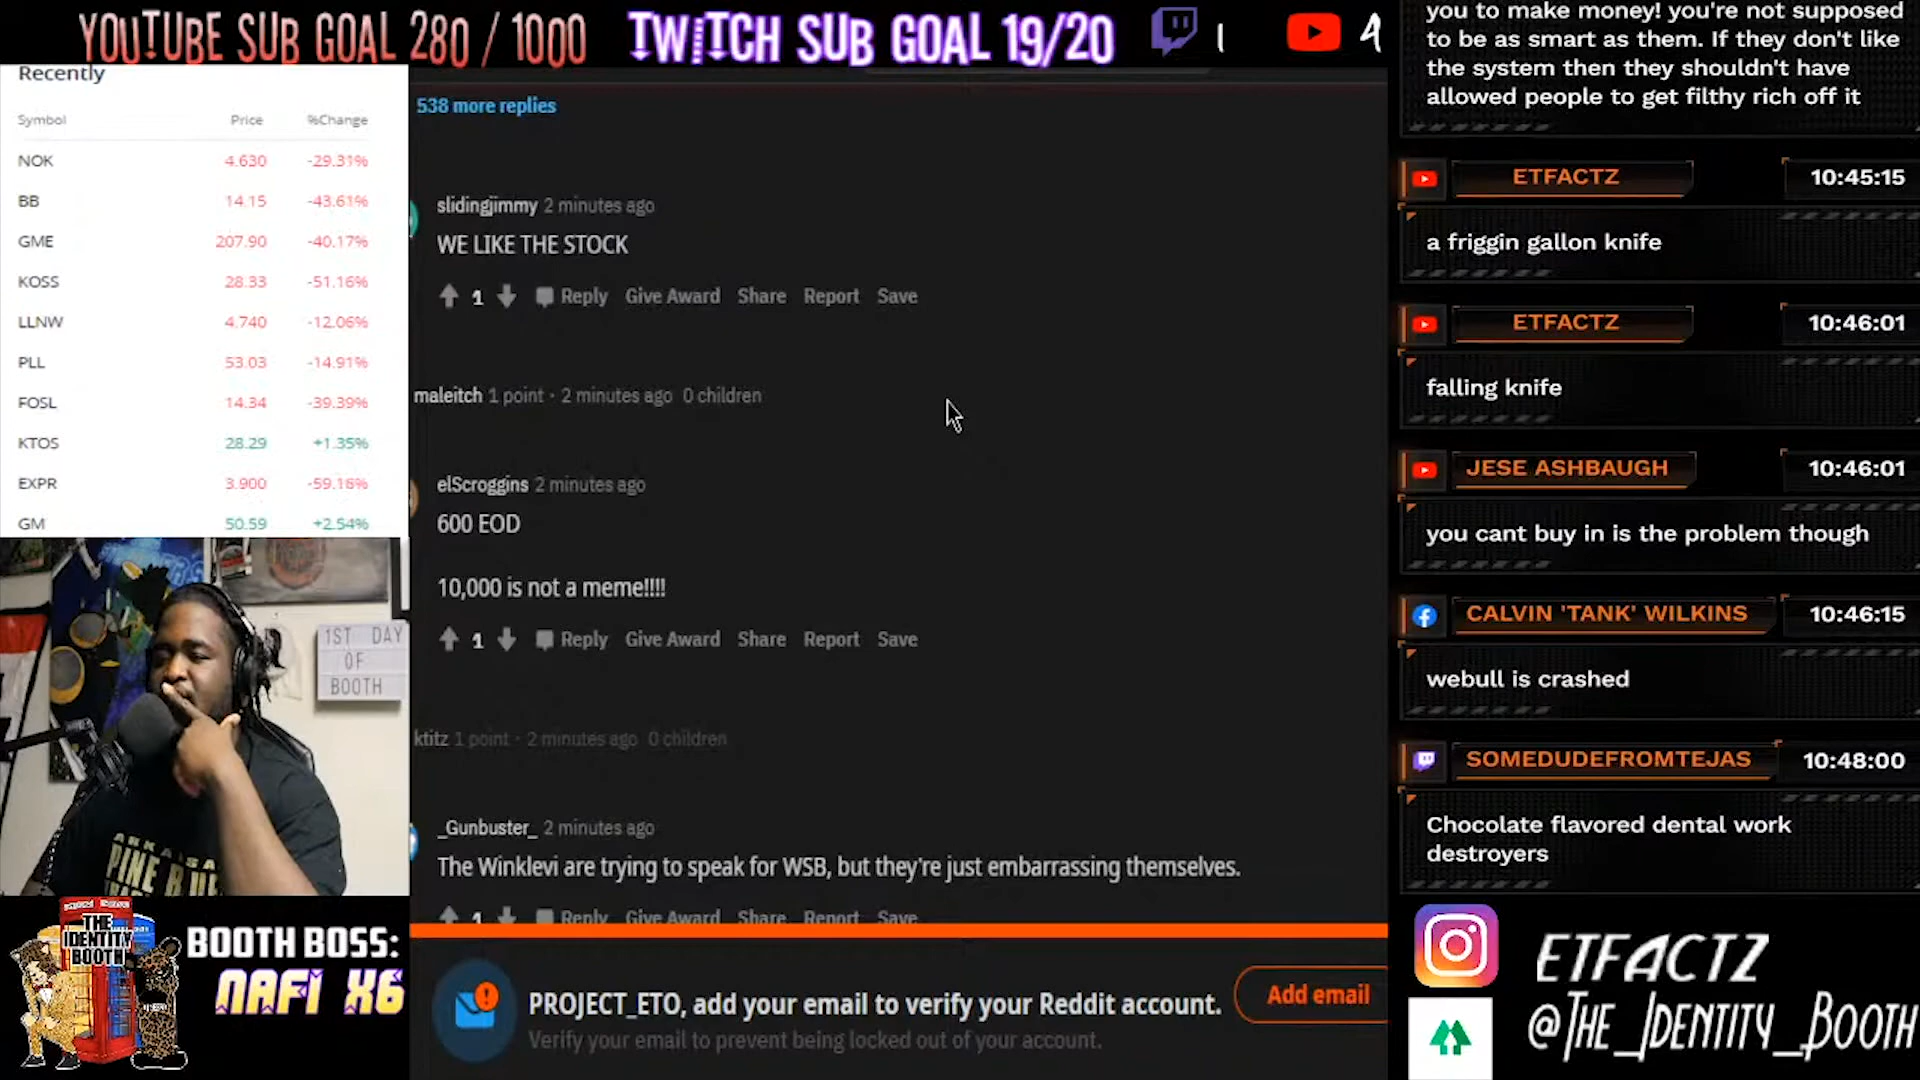 YOUTUBE SUB GOAL 280 / 1000
TWITCH SUB GOAL 19/20
Recently
Symbol Price %Change
NOK 4.630 -29.31%
BB 14.15 -43.61%
GME 207.90 -40.17%
KOSS 28.33 -51.16%
LLNW 4.740 -12.06%
PLL 53.03 -14.91%
FOSL 14.34 -39.39%
KTOS 28.29 +1.35%
EXPR 3.900 -59.16%
GM 50.59 +2.54%
1ST DAY
OF
BOOTH
PINE
THE
IDENTITY
BOOTH
BOOTH BOSS:
NAFI X6
538 more replies
slidingjimmy 2 minutes ago
WE LIKE THE STOCK
1 Reply Give Award Share Report Save
maleitch 1 point · 2 minutes ago 0 children
elScroggins 2 minutes ago
600 EOD
10,000 is not a meme!!!!
1 Reply Give Award Share Report Save
ktitz 1 point · 2 minutes ago 0 children
_Gunbuster_ 2 minutes ago
The Winklevi are trying to speak for WSB, but they're just embarrassing themselves.
1 Reply Give Award Share Report Save
PROJECT_ETO, add your email to verify your Reddit account.
Verify your email to prevent being locked out of your account.
Add email
you to make money! you're not supposed
to be as smart as them. If they don't like
the system then they shouldn't have
allowed people to get filthy rich off it
ETFACTZ 10:45:15
a friggin gallon knife
ETFACTZ 10:46:01
falling knife
JESE ASHBAUGH 10:46:01
you cant buy in is the problem though
CALVIN 'TANK' WILKINS 10:46:15
webull is crashed
SOMEDUDEFROMTEJAS 10:48:00
Chocolate flavored dental work
destroyers
ETFACTZ
@THE_IDENTITY_BOOTH